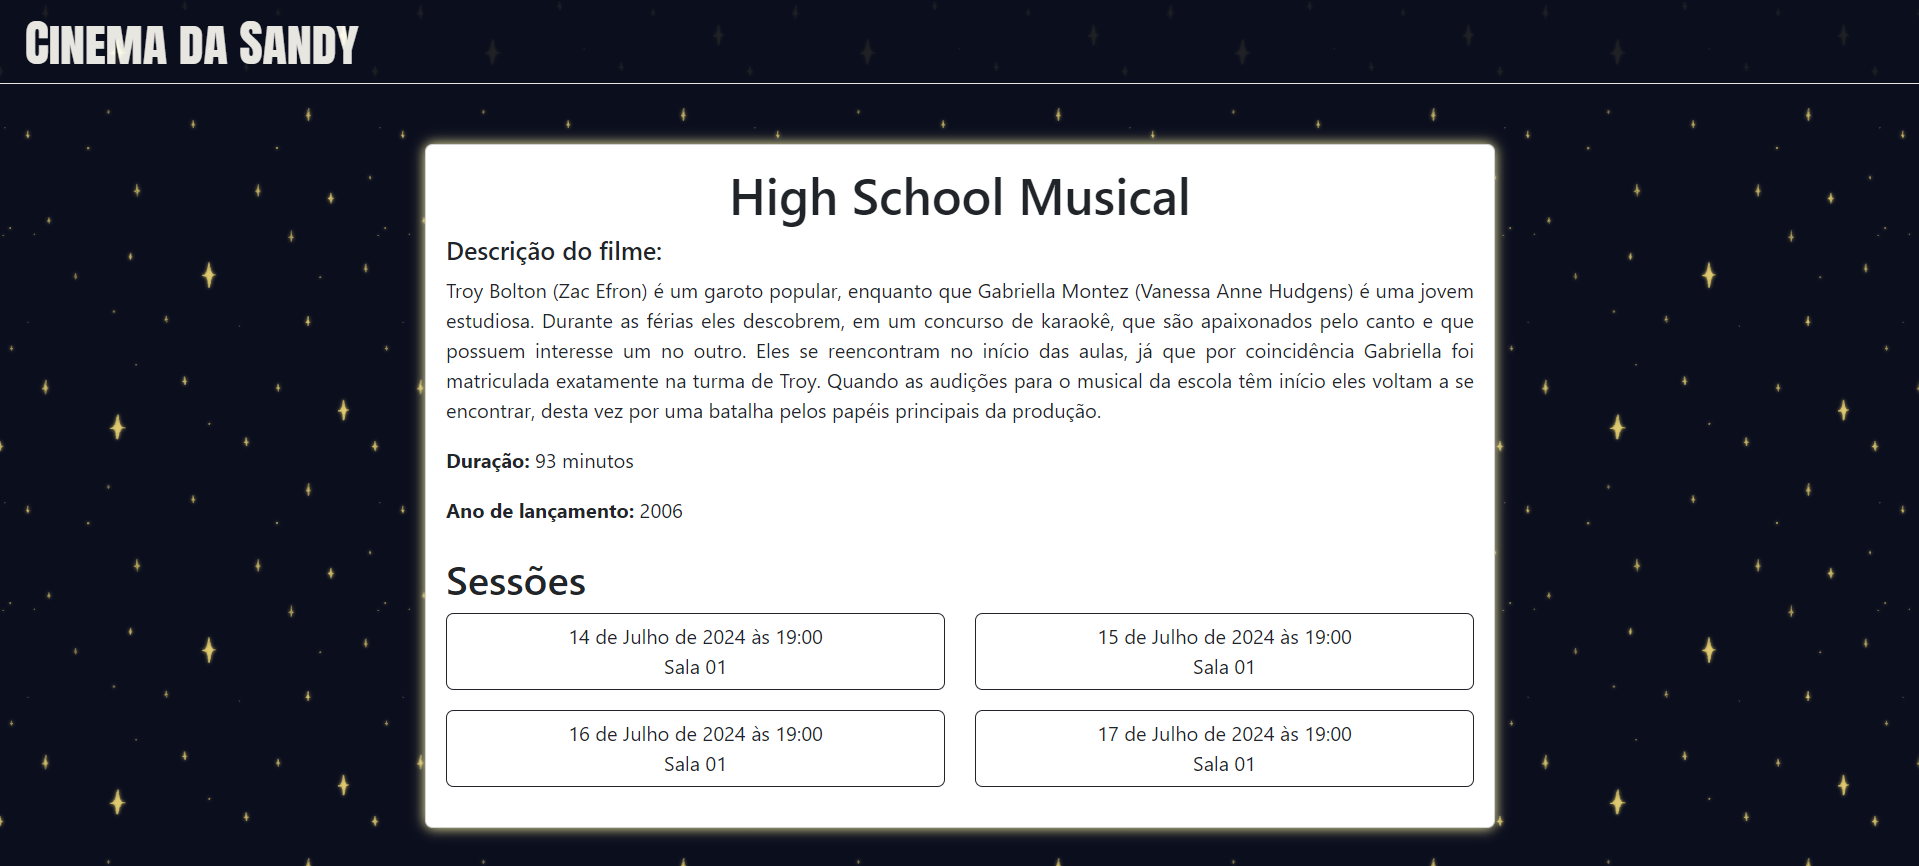 Cinema da Sandy
High School Musical
Descrição do filme:
Troy Bolton (Zac Efron) é um garoto popular, enquanto que Gabriella Montez (Vanessa Anne Hudgens) é uma jovem
estudiosa. Durante as férias eles descobrem, em um concurso de karaokê, que são apaixonados pelo canto e que
possuem interesse um no outro. Eles se reencontram no início das aulas, já que por coincidência Gabriella foi
matriculada exatamente na turma de Troy. Quando as audições para o musical da escola têm início eles voltam a se
encontrar, desta vez por uma batalha pelos papéis principais da produção.
Duração: 93 minutos
Ano de lançamento: 2006
Sessões
14 de Julho de 2024 às 19:00
Sala 01
15 de Julho de 2024 às 19:00
Sala 01
16 de Julho de 2024 às 19:00
Sala 01
17 de Julho de 2024 às 19:00
Sala 01